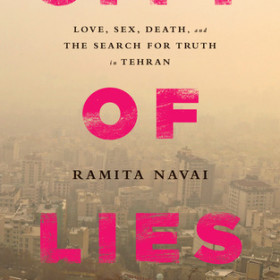 LOVE, SEX, DEATH, and
THE SEARCH FOR TRUTH
in TEHRAN
OF
RAMITA NAVAI
LIES